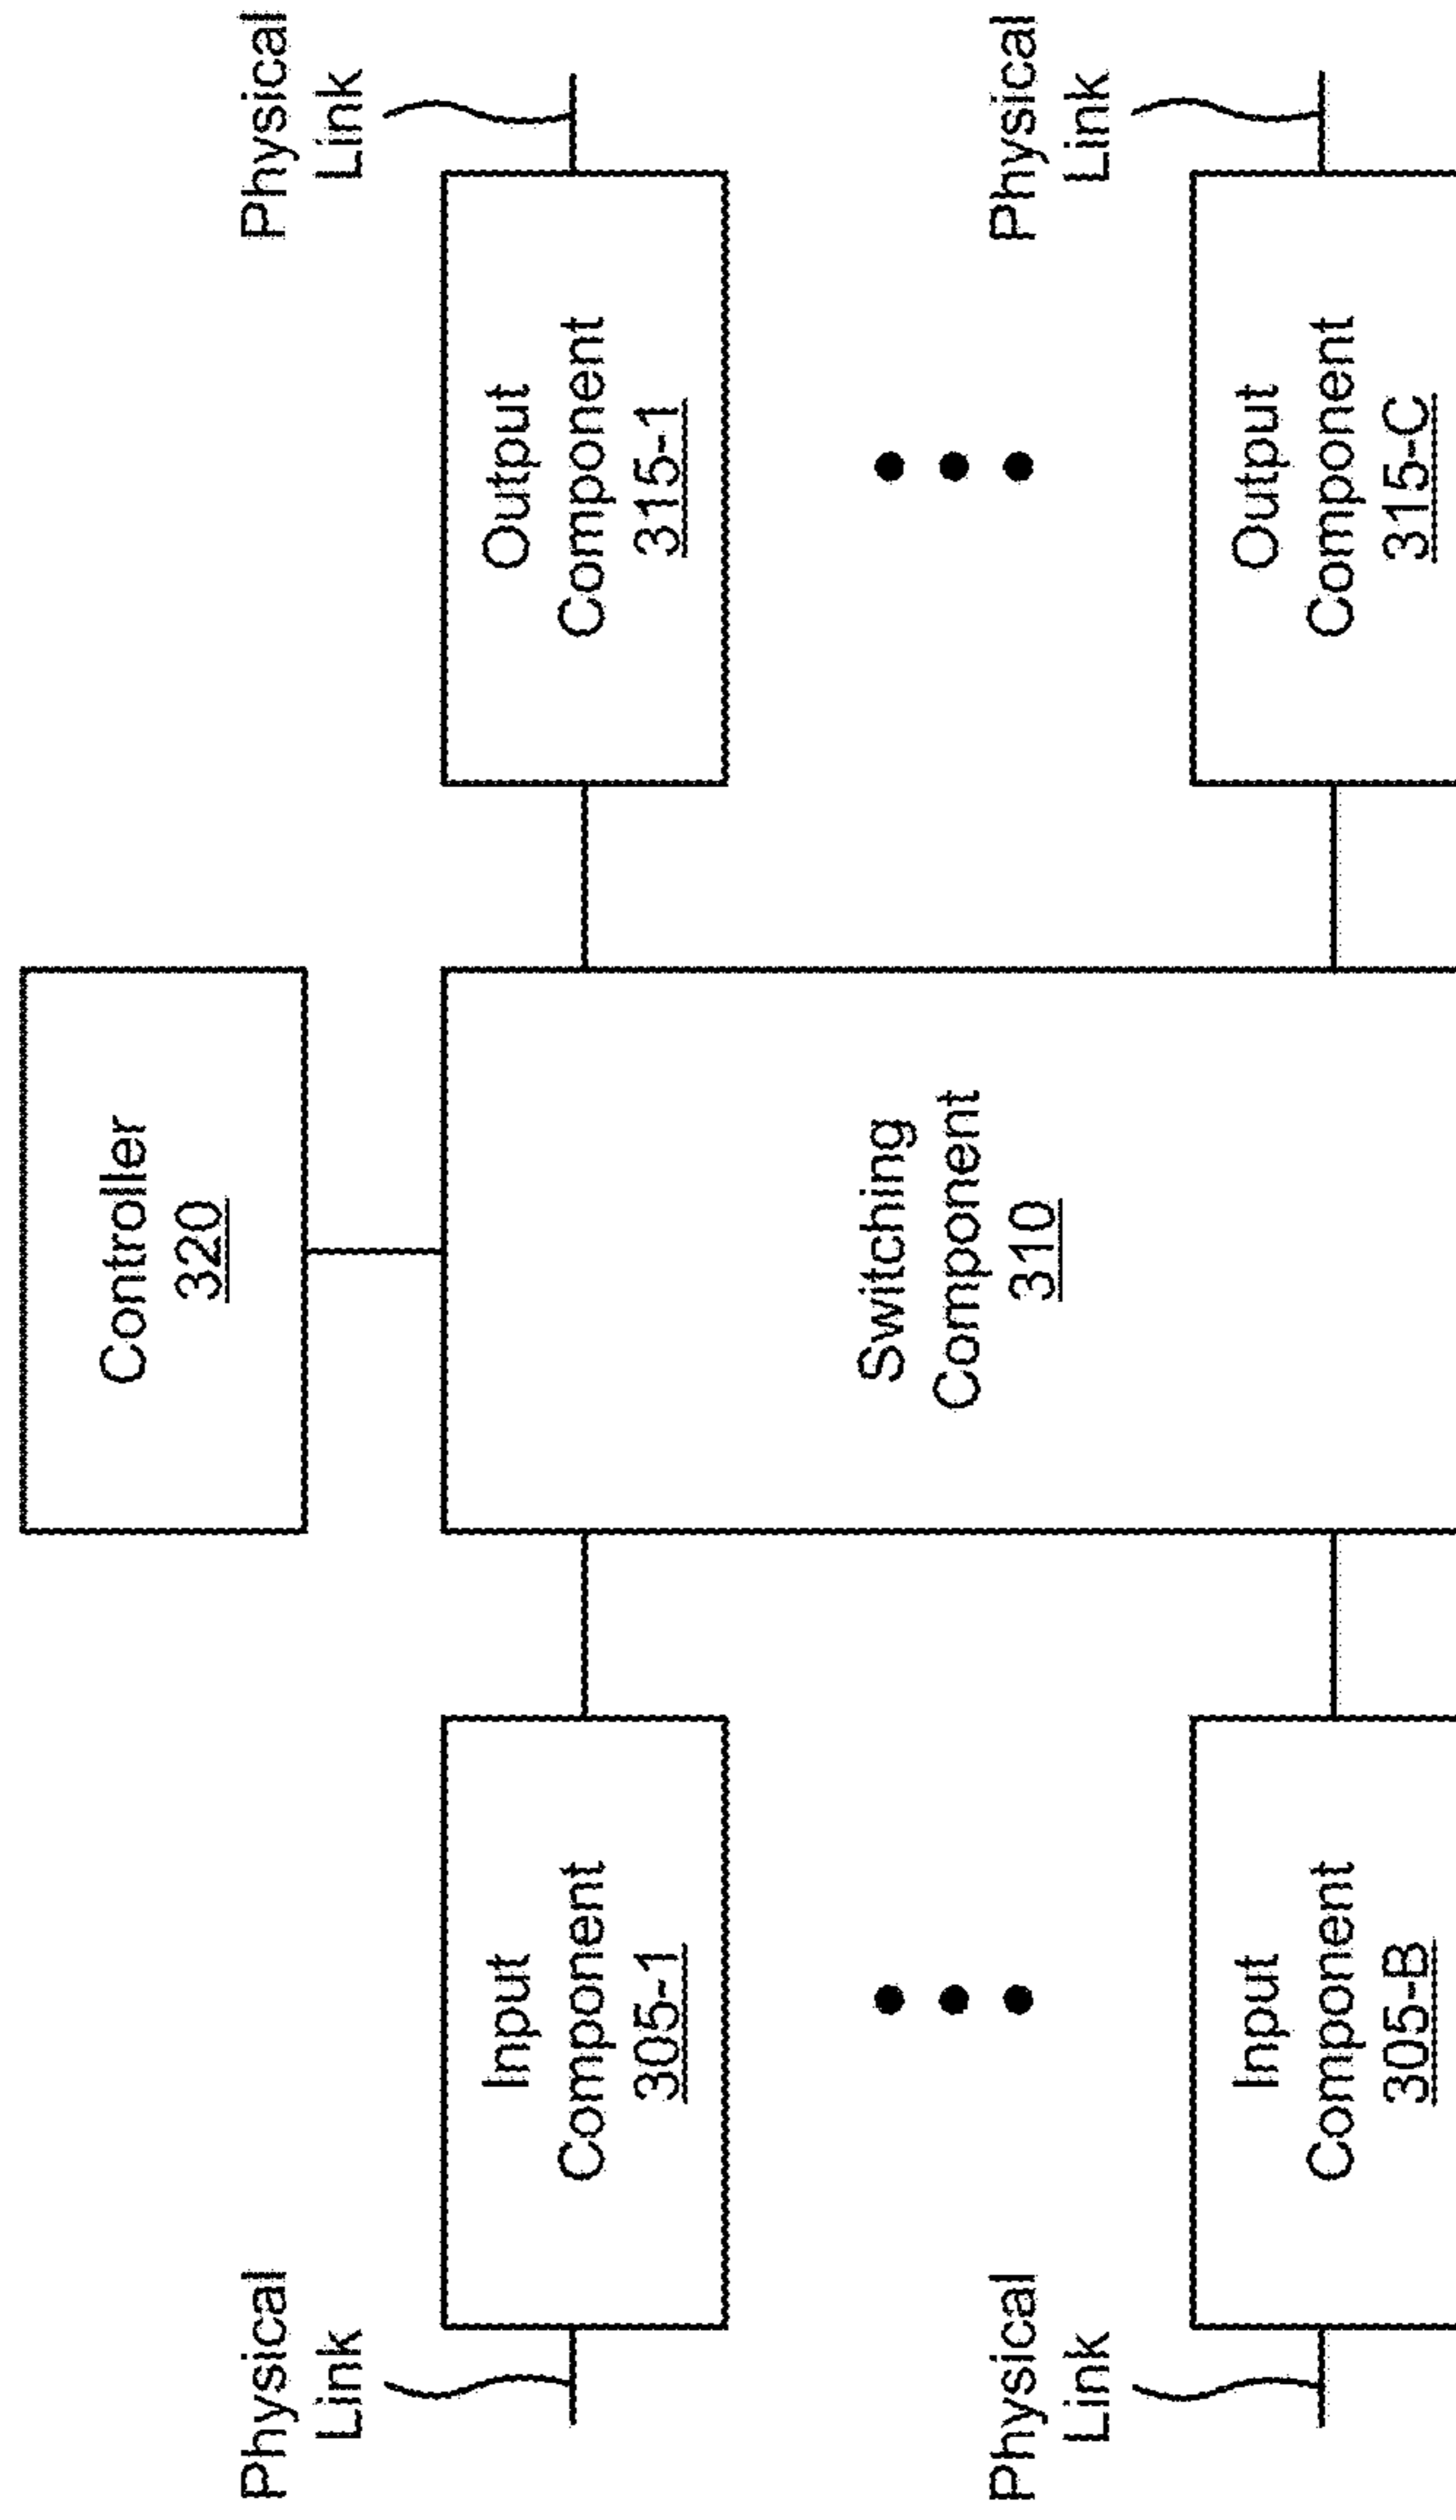 Controller
320
Physical
Link
Input
Component
305-1
Switching
Component
310
Physical
Link
Output
Component
315-1
Physical
Link
Input
Component
305-B
Physical
Link
Output
Component
315-C